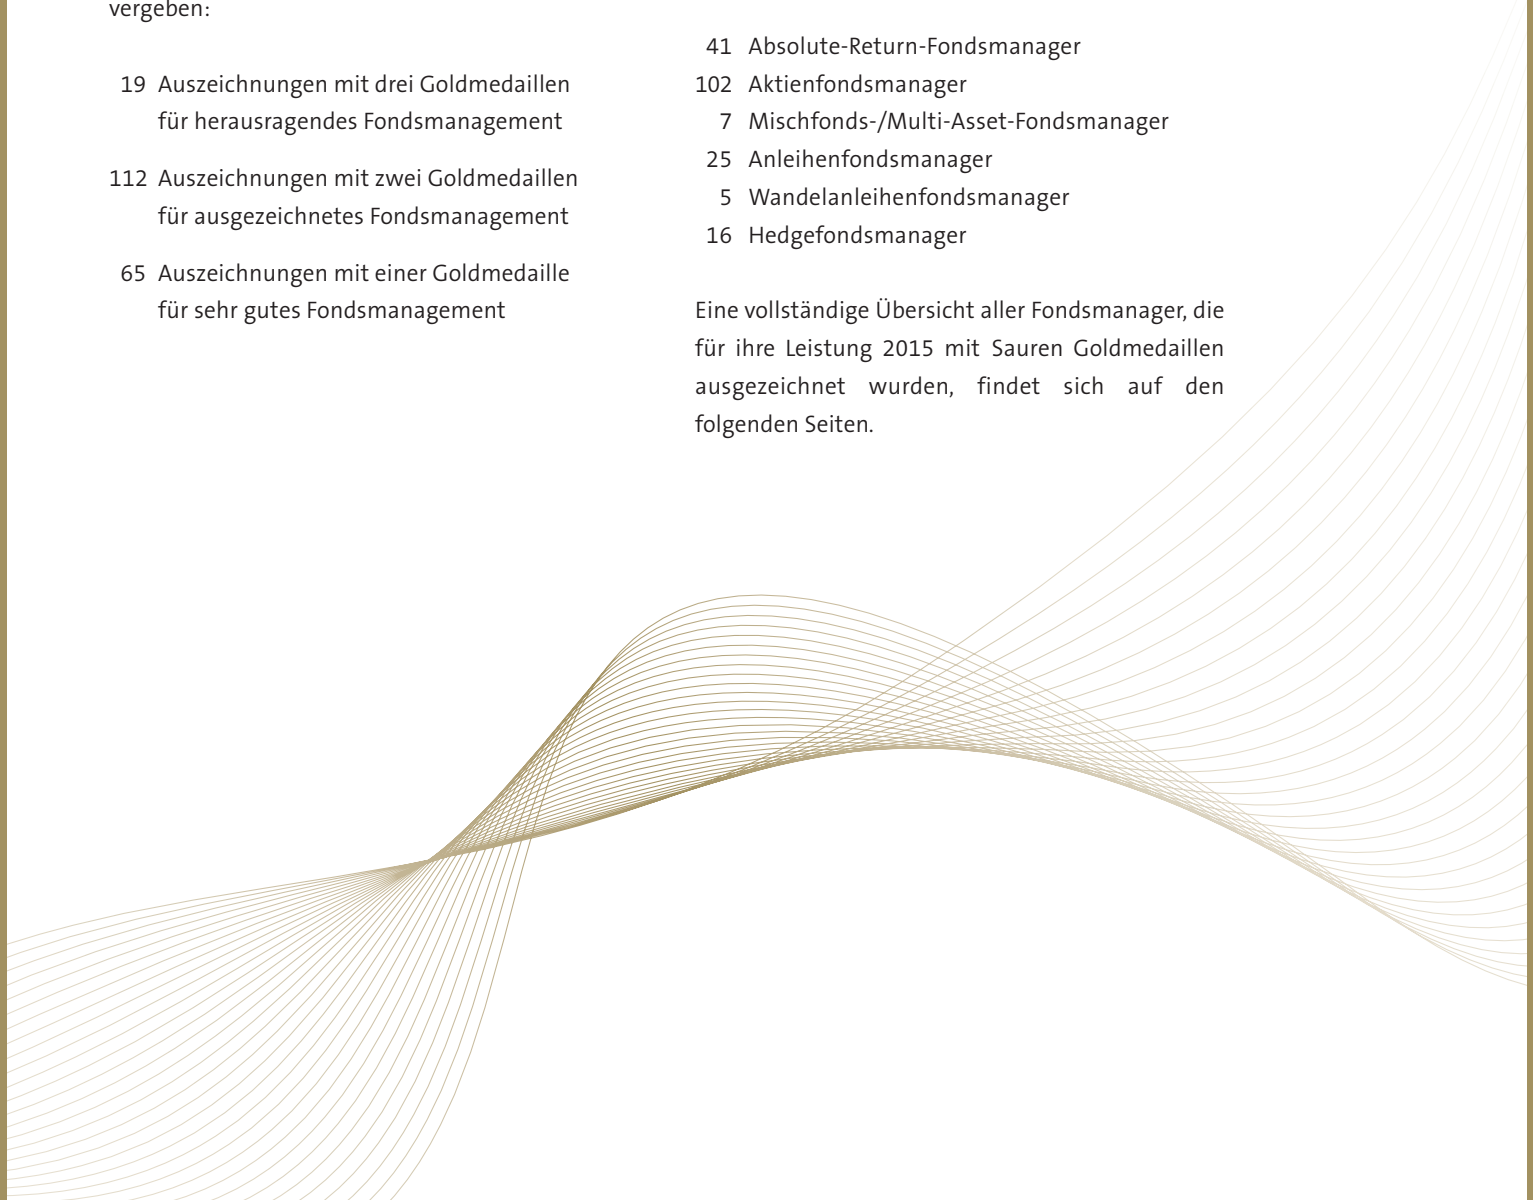 vergeben:
19 Auszeichnungen mit drei Goldmedaillen
für herausragendes Fondsmanagement
112 Auszeichnungen mit zwei Goldmedaillen
für ausgezeichnetes Fondsmanagement
65 Auszeichnungen mit einer Goldmedaille
für sehr gutes Fondsmanagement
41 Absolute-Return-Fondsmanager
102 Aktienfondsmanager
7 Mischfonds-/Multi-Asset-Fondsmanager
25 Anleihenfondsmanager
5 Wandelanleihenfondsmanager
16 Hedgefondsmanager
Eine vollständige Übersicht aller Fondsmanager, die
für ihre Leistung 2015 mit Sauren Goldmedaillen
ausgezeichnet wurden, findet sich auf den
folgenden Seiten.